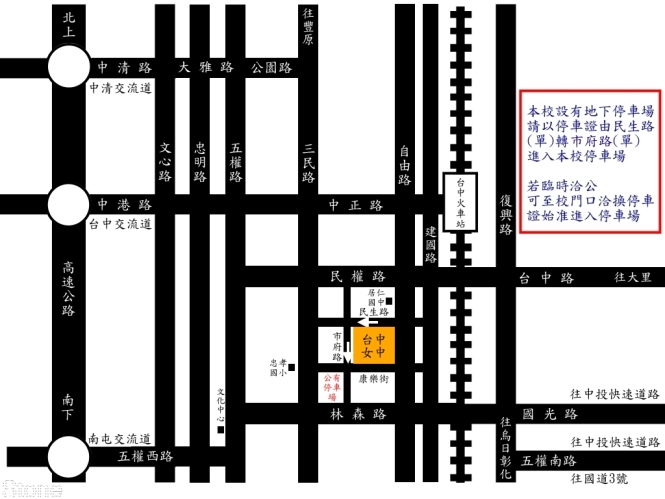 北上
往豐原
中清路
大雅路
公園路
中清交流道
文心路
忠明路
五權路
三民路
自由路
本校設有地下停車場
請以停車證由民生路
(單)轉市府路(單)
進入本校停車場
若臨時洽公
可至校門口洽換停車
證始准進入停車場
台中火車站
復興路
中港路
中正路
台中交流道
建國路
高速公路
民權路
台中路
往大里
居仁
國中
民生路
市府路
台中
女中
忠孝
國小
公有
停車
場
康樂街
文化中心
南下
林森路
國光路
往中投快速道路
往烏日彰化
南屯交流道
五權西路
往中投快速道路
五權南路
往國道3號